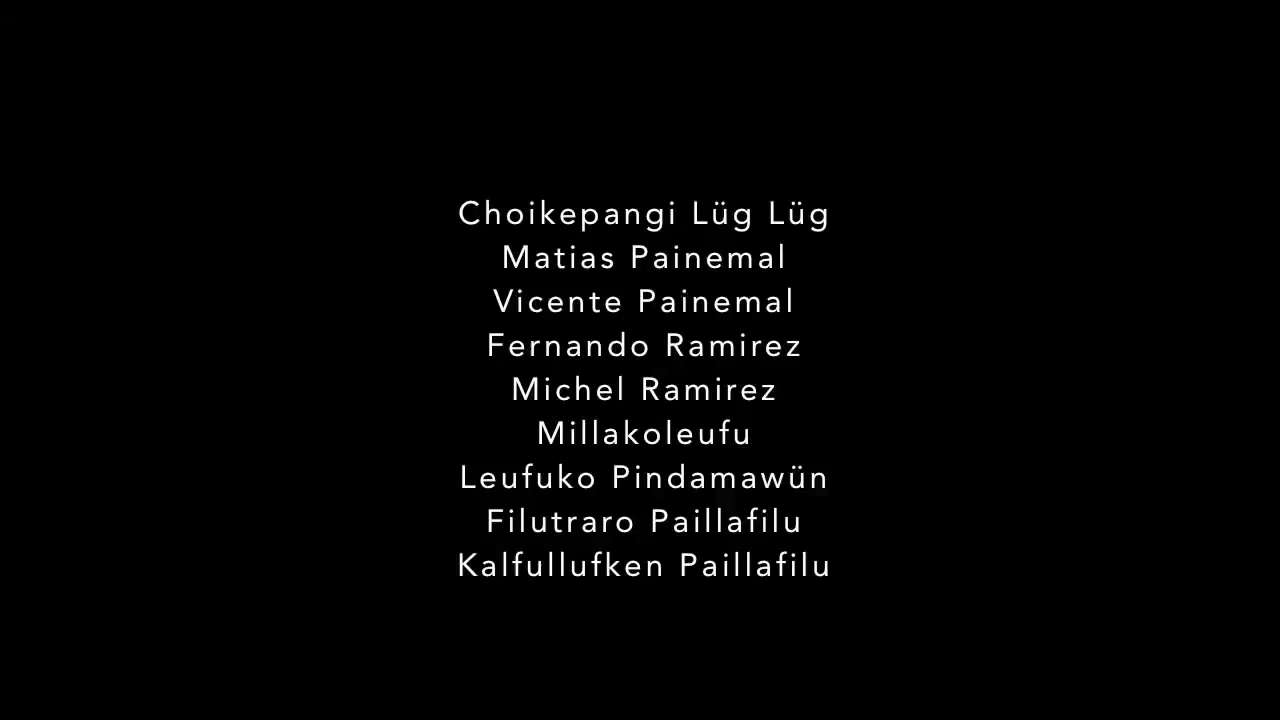 Choikepangi Lüg Lüg
Matias Painemal
Vicente Painemal
Fernando Ramirez
Michel Ramirez
Millakoleufu
Leufuko Pindamawün
Filutraro Paillafilu
Kalfullufken Paillafilu